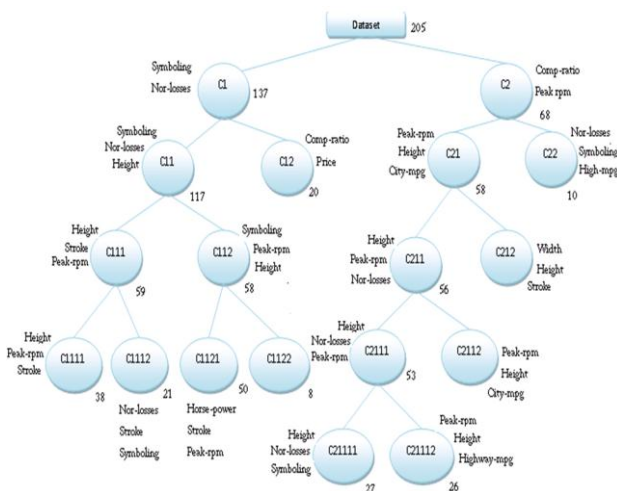 Dataset 205
Symboling
Nor-losses
C1
137
C2
Comp-ratio
Peak rpm
68
Symboling
Nor-losses
Height
C11
117
C12
Comp-ratio
Price
20
Peak-rpm
Height
City-mpg
C21
58
C22
Nor-losses
Symboling
High-mpg
10
Height
Stroke
Peak-rpm
C111
59
C112
Symboling
Peak-rpm
Height
58
Height
Peak-rpm
Nor-losses
C211
56
C212
Width
Height
Stroke
Height
Peak-rpm
Stroke
C1111
38
C1112
21
Nor-losses
Stroke
Symboling
C1121
50
Horse-power
Stroke
Peak-rpm
C1122
8
Height
Nor-losses
Peak-rpm
C2111
53
C2112
Peak-rpm
Height
City-mpg
Height
Nor-losses
Symboling
C21111
27
C21112
Peak-rpm
Height
Highway-mpg
26